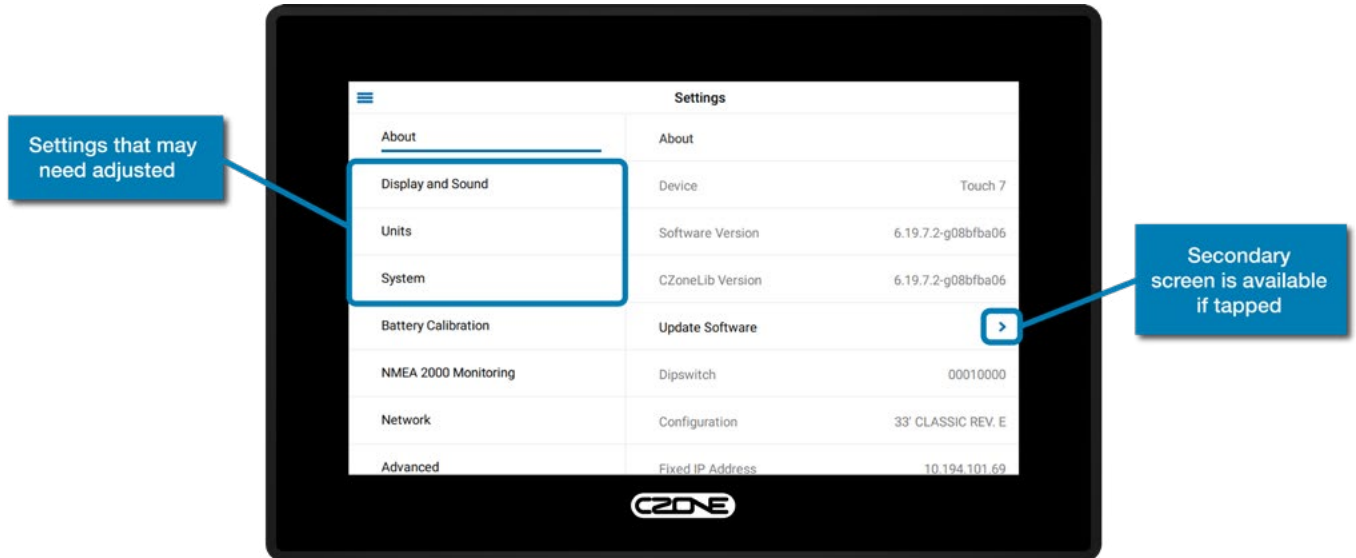 Settings
Settings that may
need adjusted
About
Display and Sound
Units
System
Battery Calibration
NMEA 2000 Monitoring
Network
Advanced
About
Device Touch 7
Software Version 6.19.7.2-g08bfba06
CZoneLib Version 6.19.7.2-g08bfba06
Update Software >
Dipswitch 00010000
Configuration 33' CLASSIC REV. E
Fixed IP Address 10.194.101.69
Secondary
screen is available
if tapped
CZONE